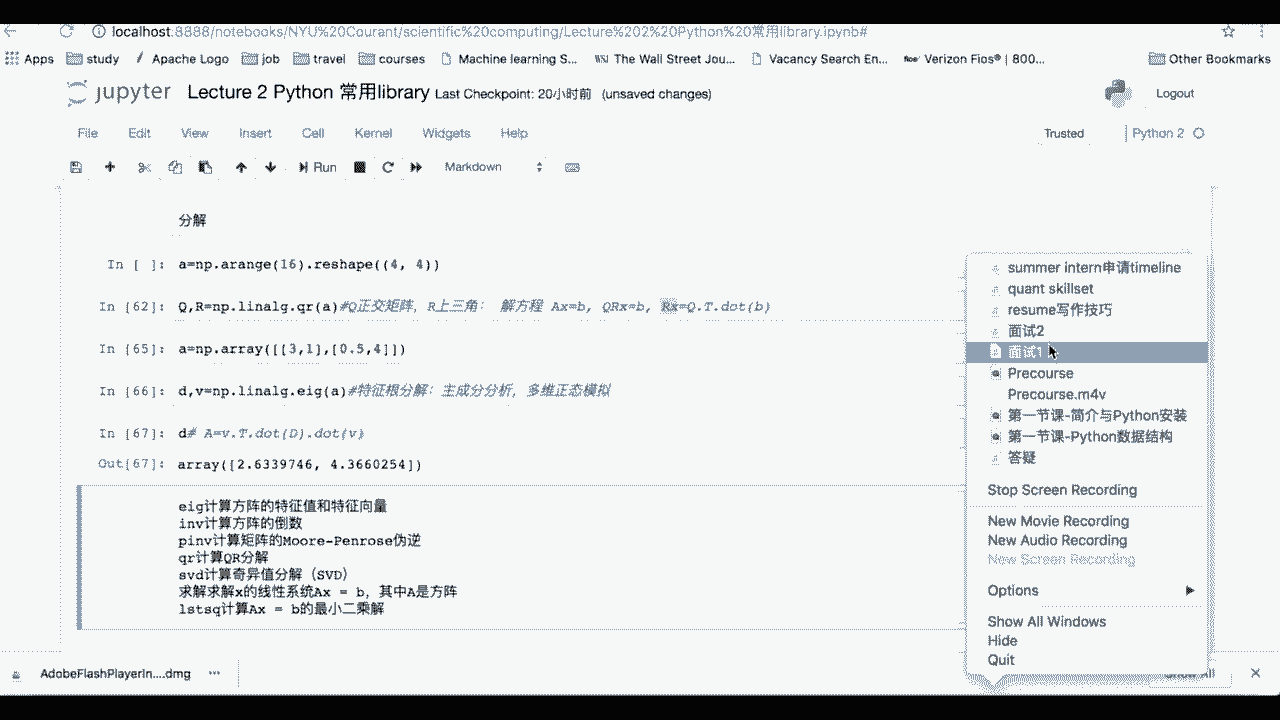 localhost:8888/notebooks/NYU%20Courant/scientific%20computing/Lecture%202%20Python%20常用library.ipynb#
Apps study Apache Logo job travel courses Machine learning S... WSJ The Wall Street Jou... Vacancy Search En... Verizon Fios® | 800... Other Bookmarks
jupyter Lecture 2 Python 常用library Last Checkpoint: 20小时前 (unsaved changes) Logout
File Edit View Insert Cell Kernel Widgets Help Trusted Python 2
Run Markdown
分解
In [ ]: a=np.arange(16).reshape((4, 4))
In [62]: Q,R=np.linalg.qr(a)#Q正交矩阵，R上三角： 解方程 Ax=b, QRx=b, Rx=Q.T.dot(b)
In [65]: a=np.array([[3,1],[0.5,4]])
In [66]: d,v=np.linalg.eig(a)#特征根分解：主成分分析，多维正态模拟
In [67]: d# A=v.T.dot(D).dot(v)
Out[67]: array([2.6339746, 4.3660254])
eig计算方阵的特征值和特征向量
inv计算方阵的倒数
pinv计算矩阵的Moore-Penrose伪逆
qr计算QR分解
svd计算奇异值分解（SVD）
求解求解x的线性系统Ax = b，其中A是方阵
lstsq计算Ax = b的最小二乘解
summer intern申请timeline
quant skillset
resume写作技巧
面试2
面试1
Precourse
Precourse.m4v
第一节课-简介与Python安装
第一节课-Python数据结构
答疑
Stop Screen Recording
New Movie Recording
New Audio Recording
New Screen Recording
Options
Show All Windows
Hide
Quit
AdobeFlashPlayerIn....dmg Show All